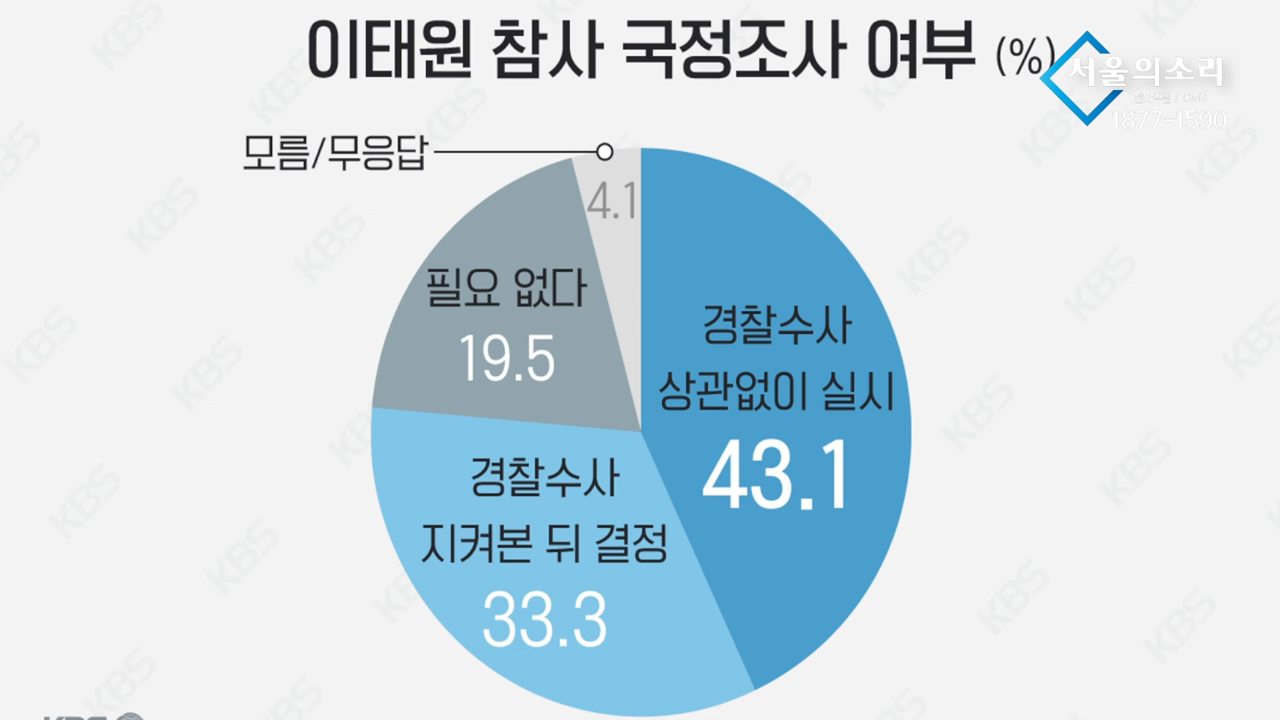 이태원 참사 국정조사 여부 (%)
서울의소리
1877-1590
모름/무응답
4.1
필요 없다
19.5
경찰수사
상관없이 실시
43.1
경찰수사
지켜본 뒤 결정
33.3
KBS